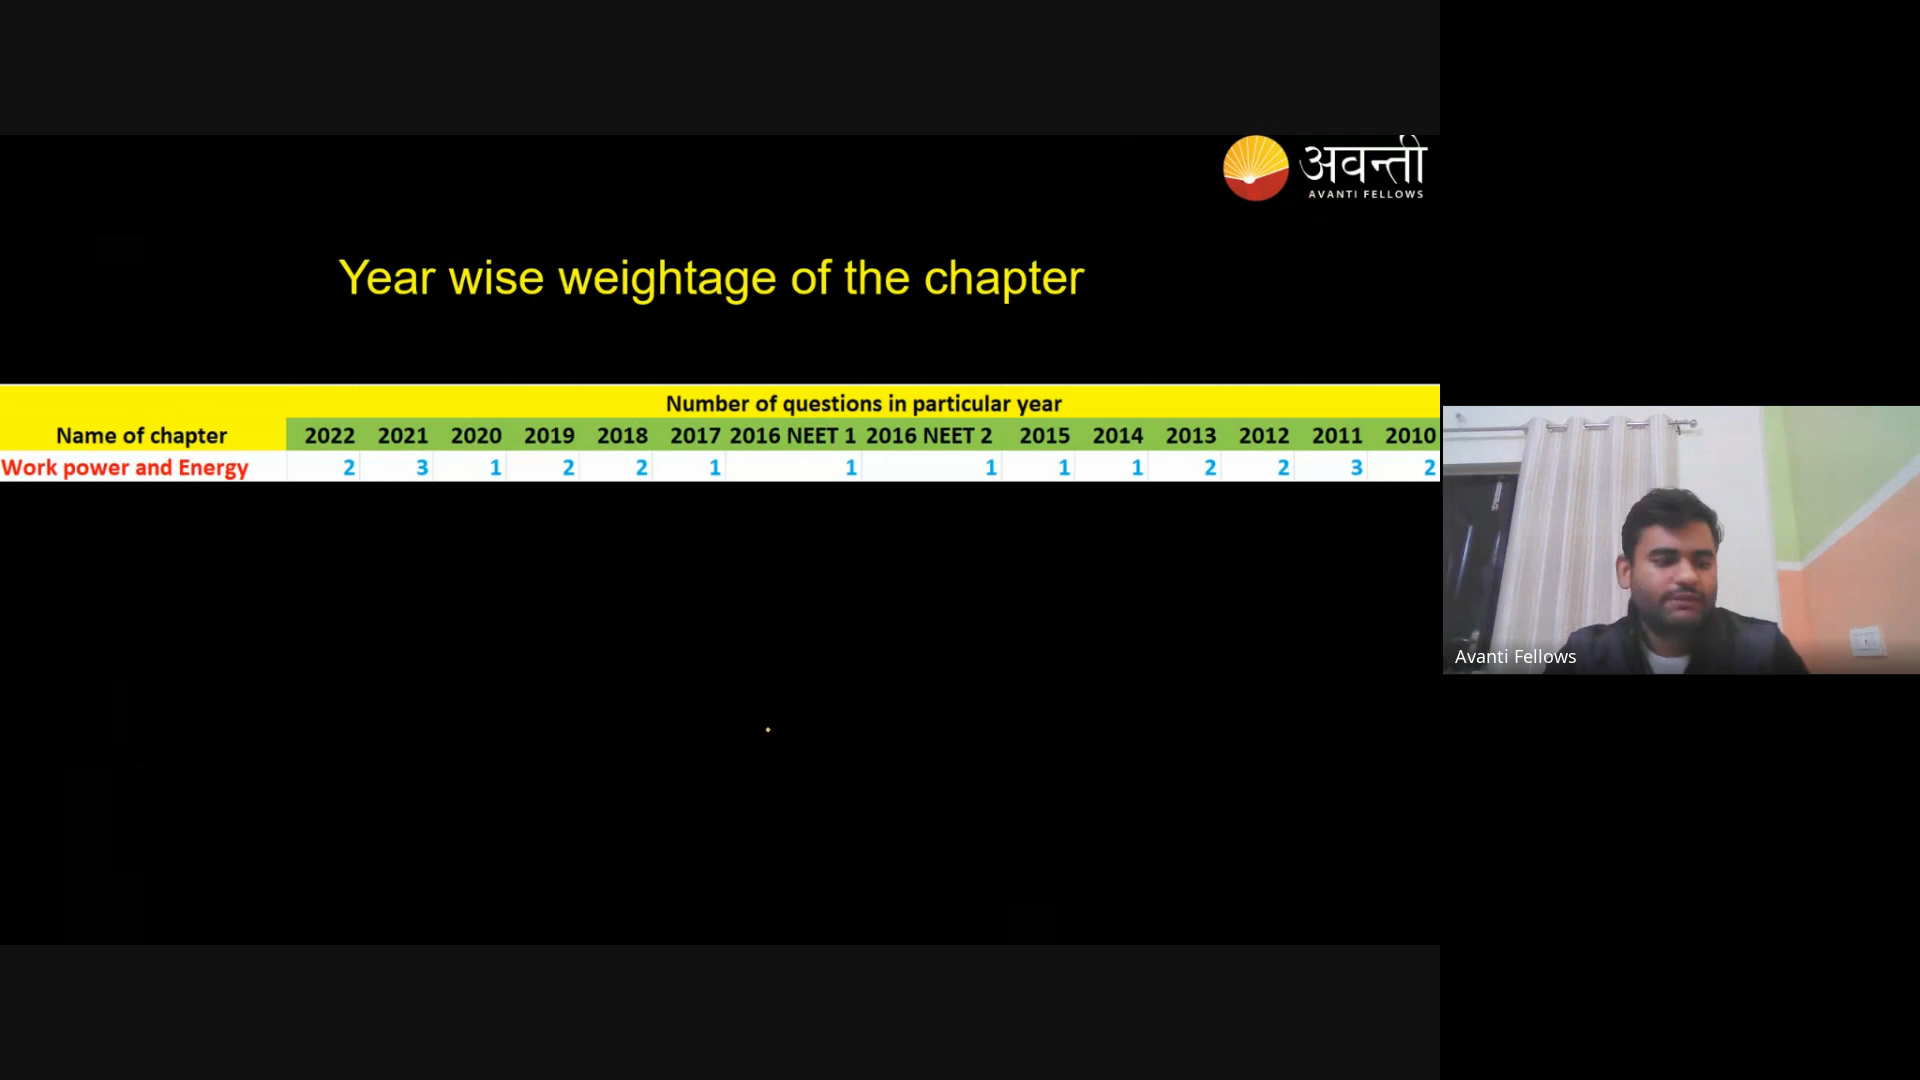 अवन्ती
AVANTI FELLOWS
Year wise weightage of the chapter
Number of questions in particular year
Name of chapter 2022 2021 2020 2019 2018 2017 2016 NEET 1 2016 NEET 2 2015 2014 2013 2012 2011 2010
Work power and Energy 2 3 1 2 2 1 1 1 1 1 2 2 3 2
Avanti Fellows